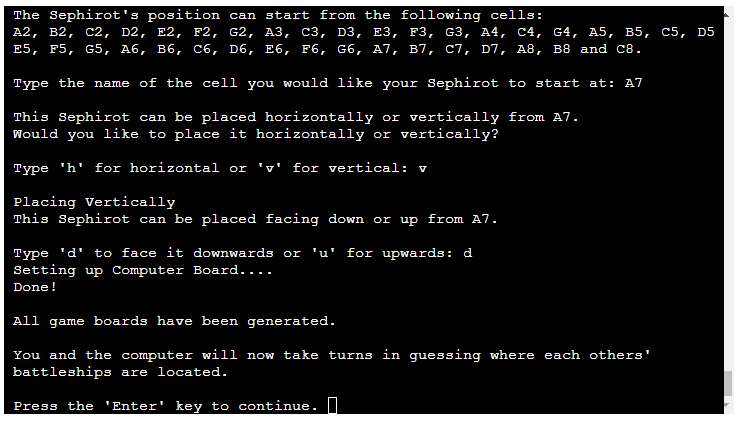 The Sephirot's position can start from the following cells:
A2, B2, C2, D2, E2, F2, G2, A3, C3, D3, E3, F3, G3, A4, C4, G4, A5, B5, C5, D5
E5, F5, G5, A6, B6, C6, D6, E6, F6, G6, A7, B7, C7, D7, A8, B8 and C8.
Type the name of the cell you would like your Sephirot to start at: A7
This Sephirot can be placed horizontally or vertically from A7.
Would you like to place it horizontally or vertically?
Type 'h' for horizontal or 'v' for vertical: v
Placing Vertically
This Sephirot can be placed facing down or up from A7.
Type 'd' to face it downwards or 'u' for upwards: d
Setting up Computer Board....
Done!
All game boards have been generated.
You and the computer will now take turns in guessing where each others'
battleships are located.
Press the 'Enter' key to continue.